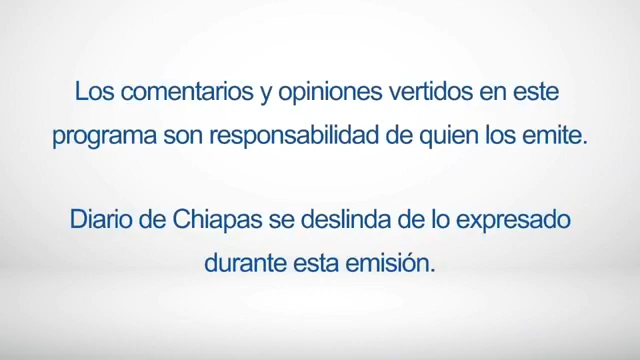 Los comentarios y opiniones vertidos en este
programa son responsabilidad de quien los emite.
Diario de Chiapas se deslinda de lo expresado
durante esta emisión.